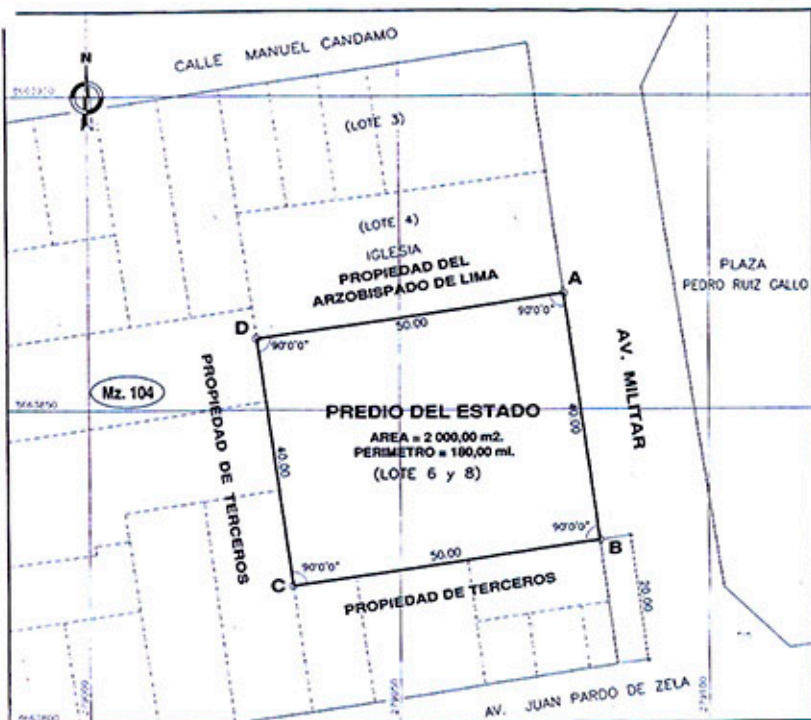 CALLE MANUEL CANDAMO
N
(LOTE 3)
(LOTE 4)
IGLESIA
PROPIEDAD DEL
ARZOBISPADO DE LIMA
PLAZA
PEDRO RUIZ GALLO
A
D
50.00
90°0'0"
90°0'0"
AV. MILITAR
Mz. 104
PROPIEDAD DE TERCEROS
PREDIO DEL ESTADO
AREA = 2 000,00 m2.
PERIMETRO = 180,00 ml.
(LOTE 6 y 8)
40.00
40.00
90°0'0"
90°0'0"
50.00
B
C
PROPIEDAD DE TERCEROS
20.00
AV. JUAN PARDO DE ZELA
279050
279100